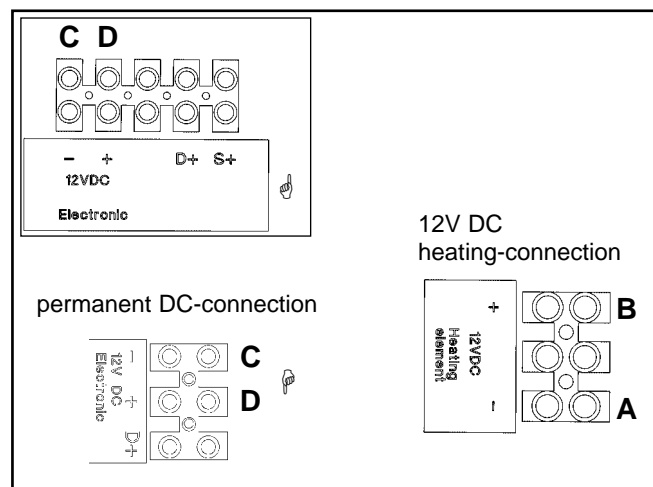 C D
− + D+ S+
12VDC
Electronic
12V DC
heating-connection
permanent DC-connection
− + D+
12V DC
Electronic
C
D
+ −
12VDC
Heating
element
B
A